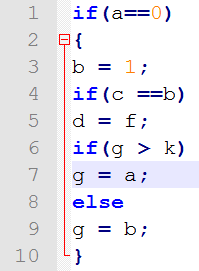 1 if(a==0)
2 {
3 b = 1;
4 if(c ==b)
5 d = f;
6 if(g > k)
7 g = a;
8 else
9 g = b;
10 }